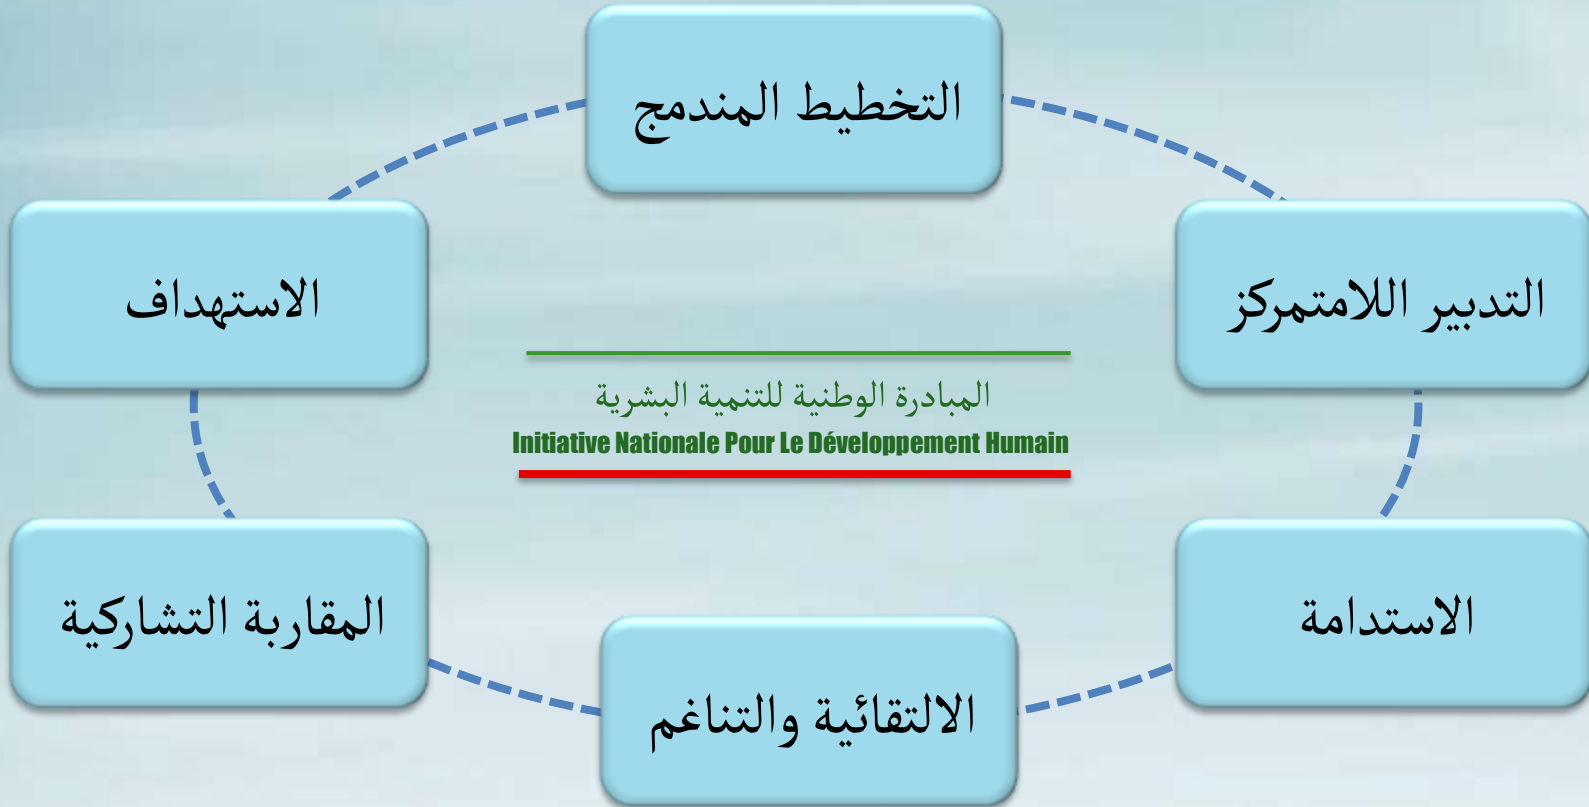 التخطيط المندمج
التدبير اللامتمركز
الاستهداف
المبادرة الوطنية للتنمية البشرية
Initiative Nationale Pour Le Développement Humain
الاستدامة
المقاربة التشاركية
الالتقائية والتناغم